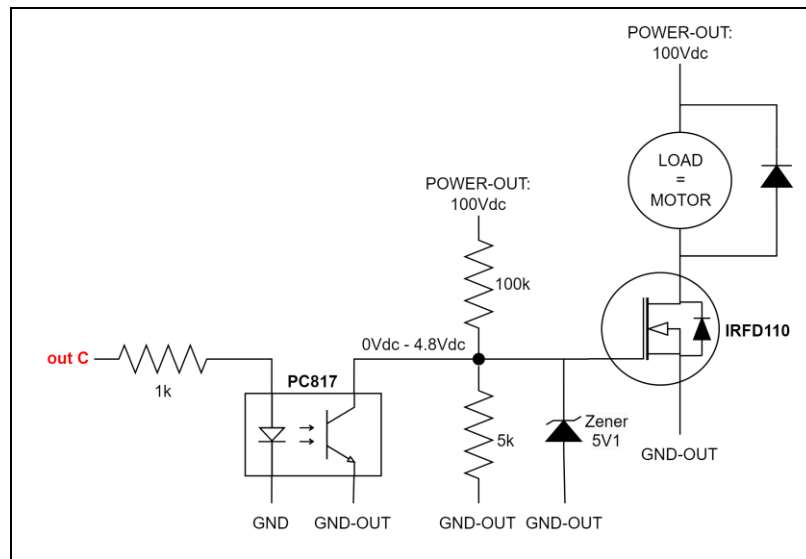 POWER-OUT:
100Vdc
LOAD
=
MOTOR
POWER-OUT:
100Vdc
100k
IRFD110
out C
0Vdc - 4.8Vdc
1k
PC817
Zener
5V1
5k
GND-OUT
GND
GND-OUT
GND-OUT
GND-OUT